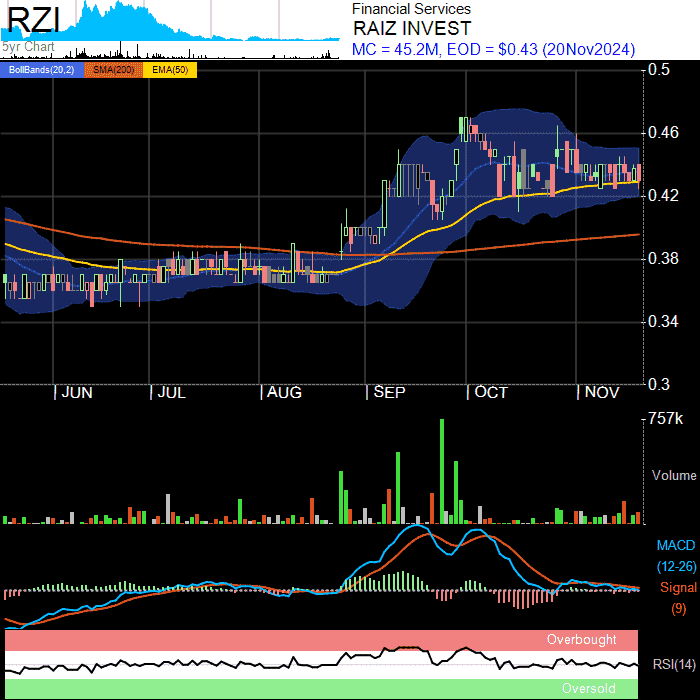 RZI
5yr Chart
Financial Services
RAIZ INVEST
MC = 45.2M, EOD = $0.43 (20Nov2024)
BollBands(20,2) SMA(200) EMA(50)
0.5
0.46
0.42
0.38
0.34
0.3
JUN JUL AUG SEP OCT NOV
757k
Volume
MACD
(12-26)
Signal
(9)
Overbought
RSI(14)
Oversold